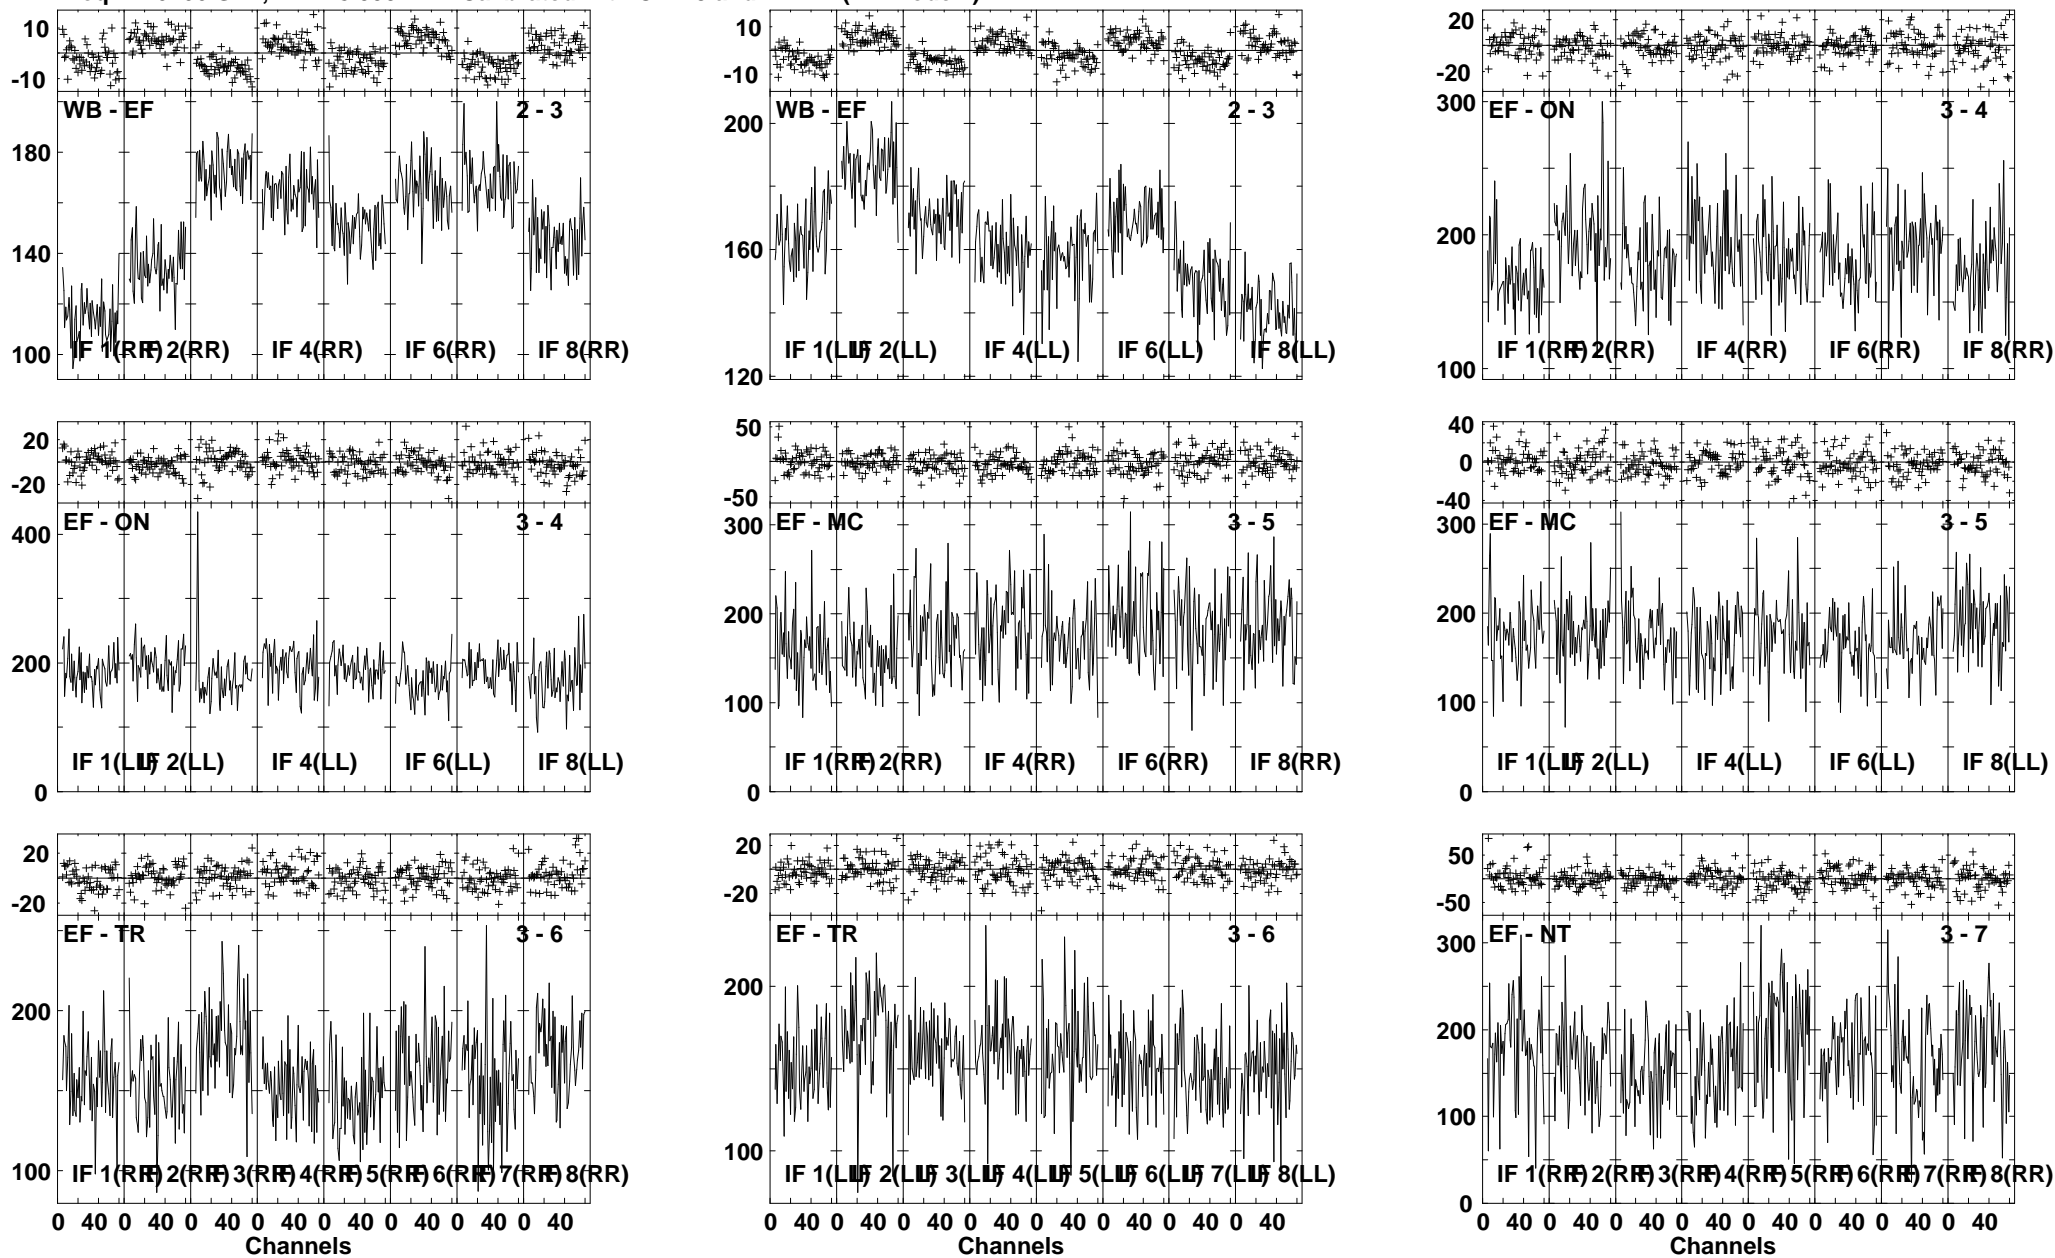 10
-10
WB - EF 2 - 3
180
140
100
IF 1(RR) IF 2(RR) IF 4(RR) IF 6(RR) IF 8(RR)
10
-10
WB - EF 2 - 3
200
160
120
IF 1(LL) IF 2(LL) IF 4(LL) IF 6(LL) IF 8(LL)
20
-20
EF - ON 3 - 4
300
200
100
IF 1(RR) IF 2(RR) IF 4(RR) IF 6(RR) IF 8(RR)
20
-20
EF - ON 3 - 4
400
200
0
IF 1(LL) IF 2(LL) IF 4(LL) IF 6(LL) IF 8(LL)
50
-50
EF - MC 3 - 5
300
200
100
0
IF 1(RR) IF 2(RR) IF 4(RR) IF 6(RR) IF 8(RR)
40
0
-40
EF - MC 3 - 5
300
200
100
0
IF 1(LL) IF 2(LL) IF 4(LL) IF 6(LL) IF 8(LL)
20
-20
EF - TR 3 - 6
200
100
IF 1(RR) IF 2(RR) IF 3(RR) IF 4(RR) IF 5(RR) IF 6(RR) IF 7(RR) IF 8(RR)
0 40 0 40 0 40 0 40 0 40 0 40 0 40 0 40
Channels
20
-20
EF - TR 3 - 6
200
100
IF 1(LL) IF 2(LL) IF 3(LL) IF 4(LL) IF 5(LL) IF 6(LL) IF 7(LL) IF 8(LL)
0 40 0 40 0 40 0 40 0 40 0 40 0 40 0 40
Channels
50
-50
EF - NT 3 - 7
300
200
100
0
IF 1(RR) IF 2(RR) IF 3(RR) IF 4(RR) IF 5(RR) IF 6(RR) IF 7(RR) IF 8(RR)
0 40 0 40 0 40 0 40 0 40 0 40 0 40 0 40
Channels